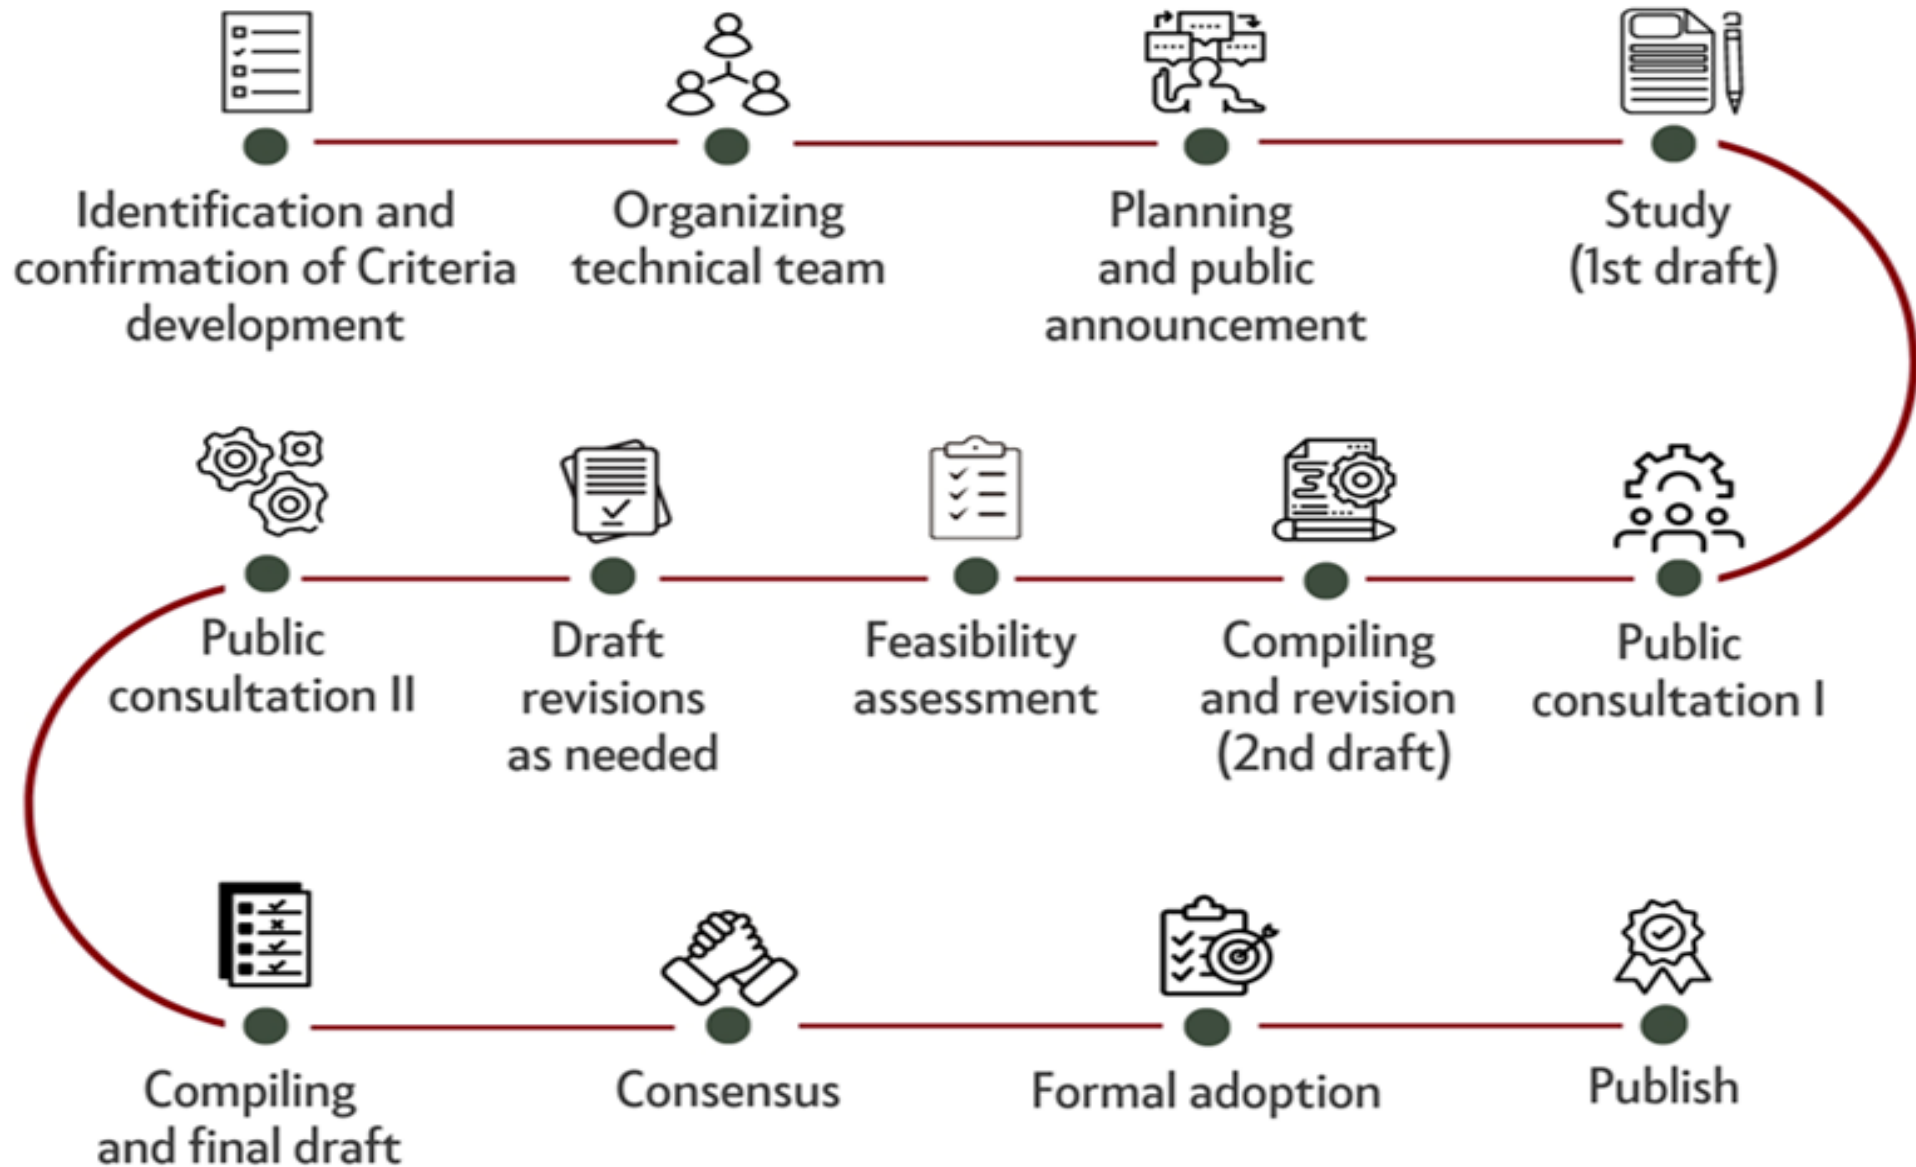 Identification and
confirmation of Criteria
development
Organizing
technical team
Planning
and public
announcement
Study
(1st draft)
Public
consultation I
Compiling
and revision
(2nd draft)
Feasibility
assessment
Draft
revisions
as needed
Public
consultation II
Compiling
and final draft
Consensus
Formal adoption
Publish